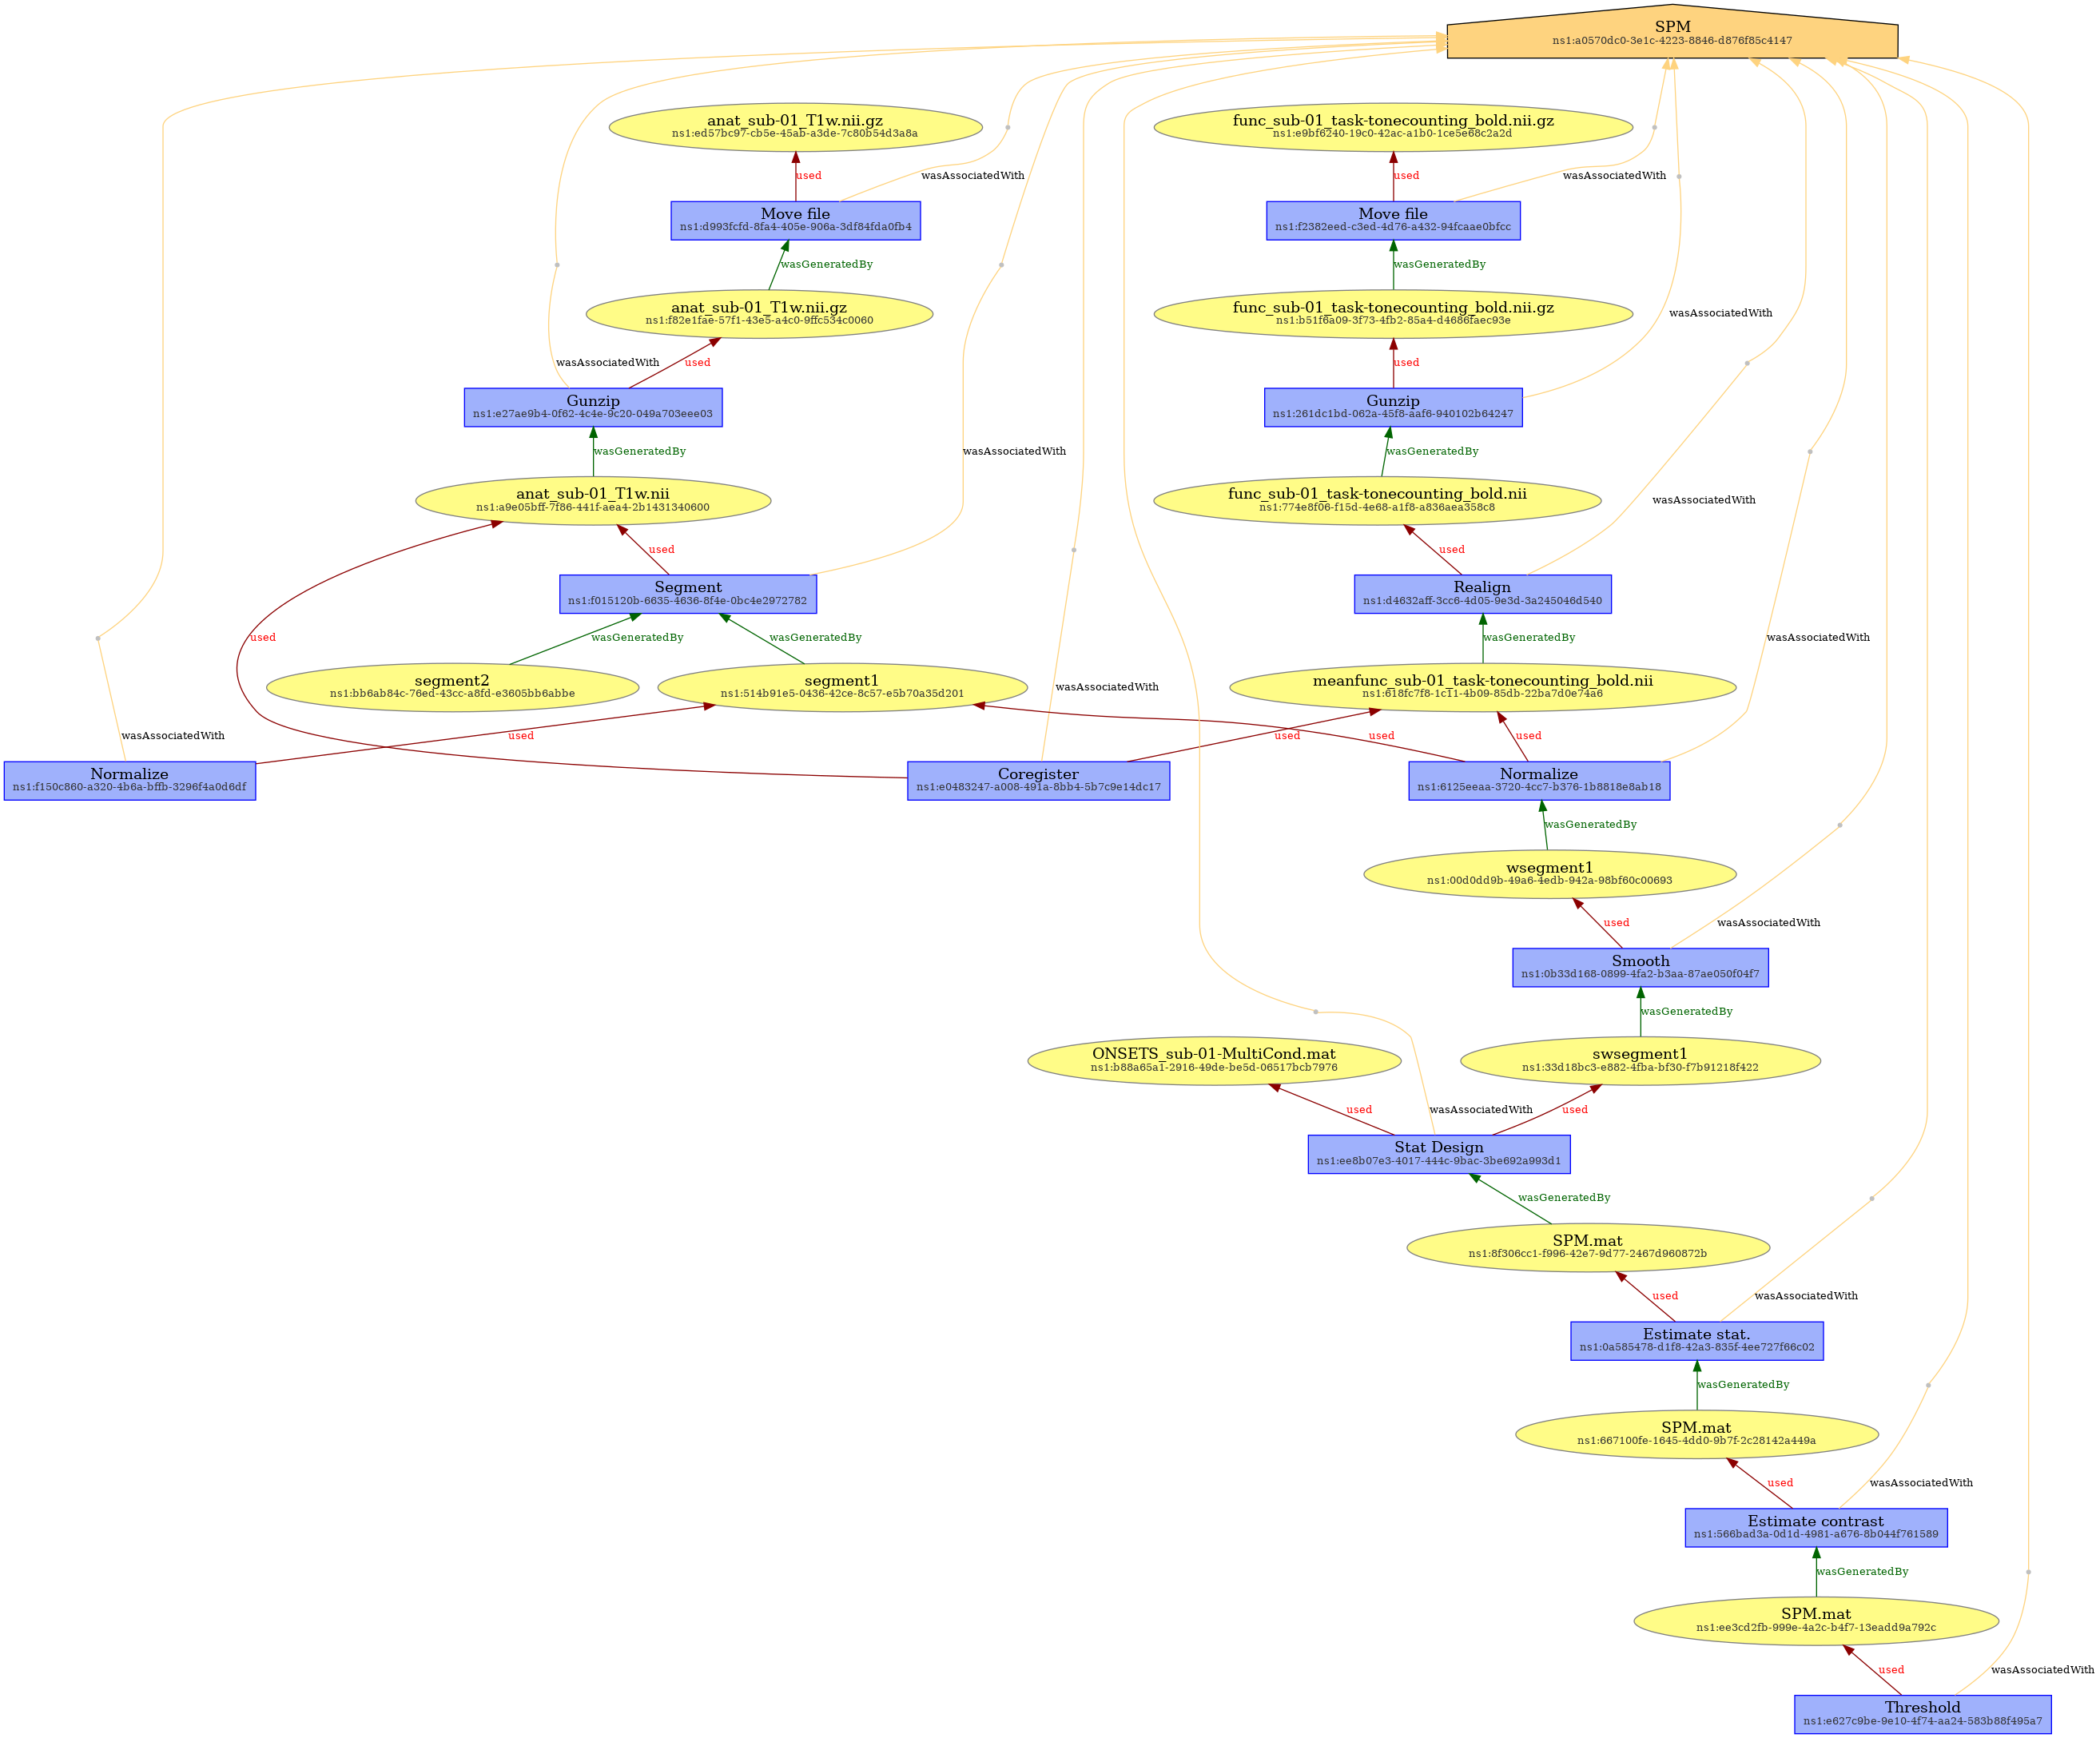 SPM
ns1:a0570dc0-3e1c-4223-8846-d876f85c4147
anat_sub-01_T1w.nii.gz
ns1:ed57bc97-cb5e-45ab-a3de-7c80b54d3a8a
func_sub-01_task-tonecounting_bold.nii.gz
ns1:e9bf6240-19c0-42ac-a1b0-1ce5e68c2a2d
used
wasAssociatedWith
used
wasAssociatedWith
Move file
ns1:d993fcfd-8fa4-405e-906a-3df84fda0fb4
Move file
ns1:f2382eed-c3ed-4d76-a432-94fcaae0bfcc
wasGeneratedBy
wasGeneratedBy
anat_sub-01_T1w.nii.gz
ns1:f82e1fae-57f1-43e5-a4c0-9ffc534c0060
func_sub-01_task-tonecounting_bold.nii.gz
ns1:b51f6a09-3f73-4fb2-85a4-d4686faec93e
wasAssociatedWith
wasAssociatedWith
used
used
Gunzip
ns1:e27ae9b4-0f62-4c4e-9c20-049a703eee03
Gunzip
ns1:261dc1bd-062a-45f8-aaf6-940102b64247
wasGeneratedBy
wasAssociatedWith
wasGeneratedBy
anat_sub-01_T1w.nii
ns1:a9e05bff-7f86-441f-aea4-2b1431340600
func_sub-01_task-tonecounting_bold.nii
ns1:774e8f06-f15d-4e68-a1f8-a836aea358c8
wasAssociatedWith
used
used
Segment
ns1:f015120b-6635-4636-8f4e-0bc4e2972782
Realign
ns1:d4632aff-3cc6-4d05-9e3d-3a245046d540
used
wasGeneratedBy
wasGeneratedBy
wasGeneratedBy
wasAssociatedWith
segment2
ns1:bb6ab84c-76ed-43cc-a8fd-e3605bb6abbe
segment1
ns1:514b91e5-0436-42ce-8c57-e5b70a35d201
wasAssociatedWith
meanfunc_sub-01_task-tonecounting_bold.nii
ns1:618fc7f8-1c11-4b09-85db-22ba7d0e74a6
wasAssociatedWith
used
used
used
used
Normalize
ns1:f150c860-a320-4b6a-bffb-3296f4a0d6df
Coregister
ns1:e0483247-a008-491a-8bb4-5b7c9e14dc17
Normalize
ns1:6125eeaa-3720-4cc7-b376-1b8818e8ab18
wasGeneratedBy
wsegment1
ns1:00d0dd9b-49a6-4edb-942a-98bf60c00693
used
wasAssociatedWith
Smooth
ns1:0b33d168-0899-4fa2-b3aa-87ae050f04f7
wasGeneratedBy
ONSETS_sub-01-MultiCond.mat
ns1:b88a65a1-2916-49de-be5d-06517bcb7976
swsegment1
ns1:33d18bc3-e882-4fba-bf30-f7b91218f422
used
wasAssociatedWith
used
Stat Design
ns1:ee8b07e3-4017-444c-9bac-3be692a993d1
wasGeneratedBy
SPM.mat
ns1:8f306cc1-f996-42e7-9d77-2467d960872b
used
wasAssociatedWith
Estimate stat.
ns1:0a585478-d1f8-42a3-835f-4ee727f66c02
wasGeneratedBy
SPM.mat
ns1:667100fe-1645-4dd0-9b7f-2c28142a449a
used
wasAssociatedWith
Estimate contrast
ns1:566bad3a-0d1d-4981-a676-8b044f761589
wasGeneratedBy
SPM.mat
ns1:ee3cd2fb-999e-4a2c-b4f7-13eadd9a792c
used
wasAssociatedWith
Threshold
ns1:e627c9be-9e10-4f74-aa24-583b88f495a7